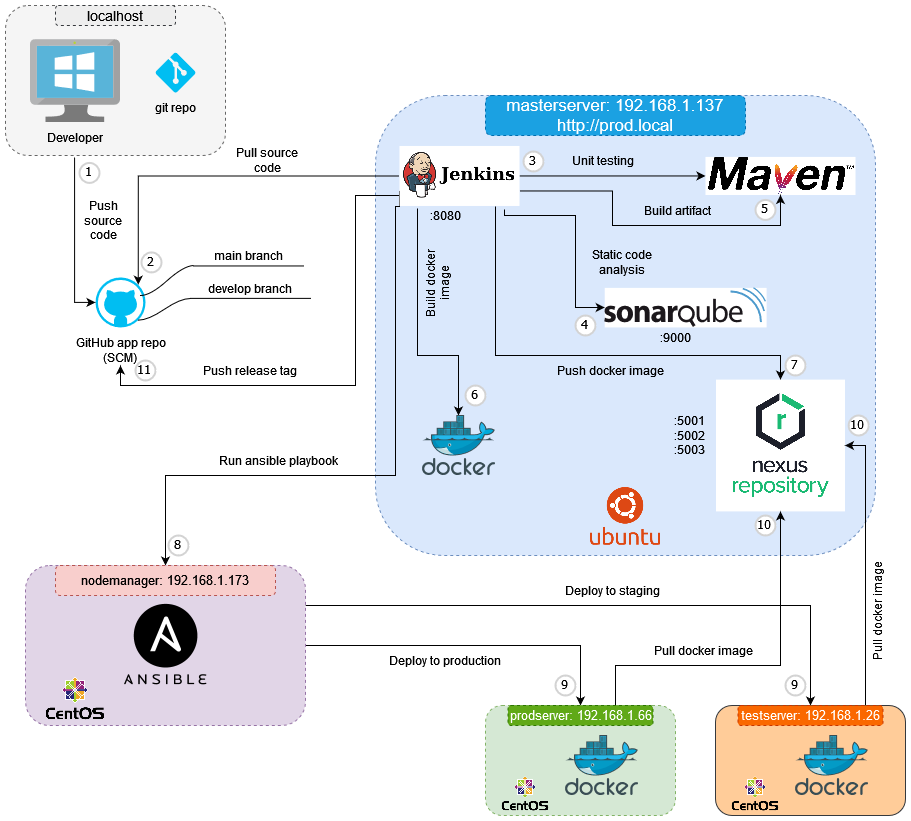 localhost
Developer
git repo
1
Push
source
code
Pull source
code
2
main branch
develop branch
GitHub app repo
(SCM)
11
Push release tag
masterserver: 192.168.1.137
http://prod.local
Jenkins
:8080
3
Unit testing
Maven™
Build artifact
5
Build docker
image
Static code
analysis
4
sonarqube
:9000
Push docker image
7
6
docker
:5001
:5002
:5003
nexus
repository
10
10
ubuntu
Run ansible playbook
8
nodemanager: 192.168.1.173
ANSIBLE
CentOS
Deploy to staging
Deploy to production
Pull docker image
Pull docker image
9
9
prodserver: 192.168.1.66
docker
CentOS
testserver: 192.168.1.26
docker
CentOS